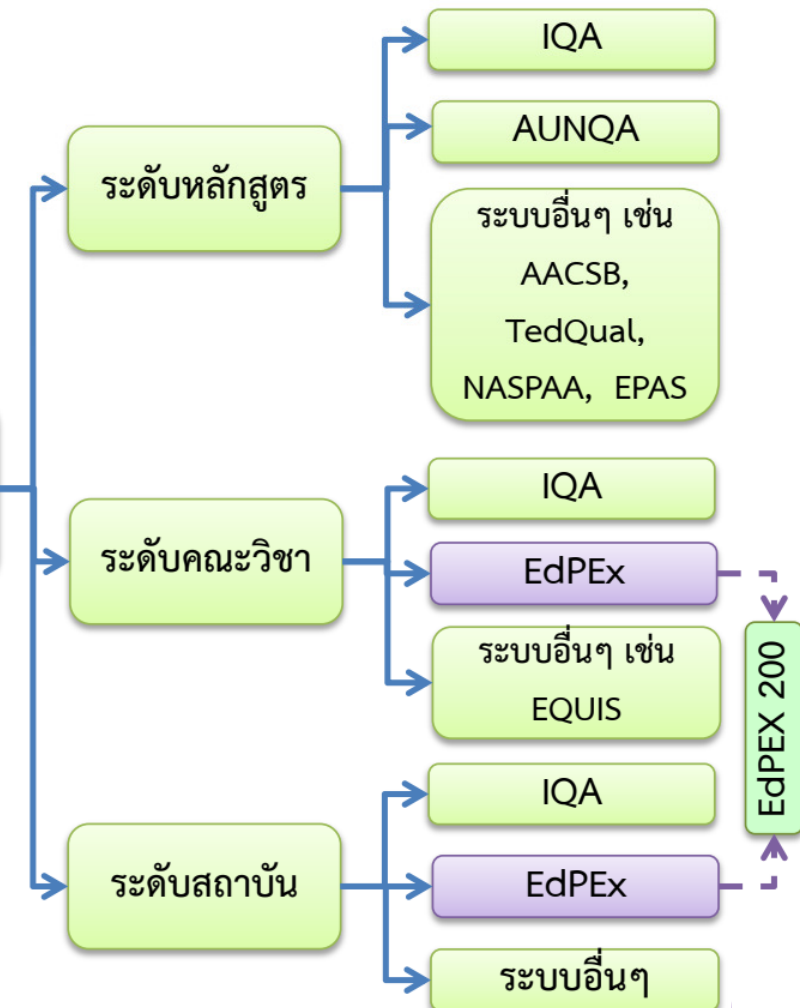 ระดับหลักสูตร
IQA
AUNQA
ระบบอื่นๆ เช่น
AACSB,
TedQual,
NASPAA, EPAS
ระดับคณะวิชา
IQA
EdPEx
ระบบอื่นๆ เช่น
EQUIS
ระดับสถาบัน
IQA
EdPEx
ระบบอื่นๆ
EdPEX 200